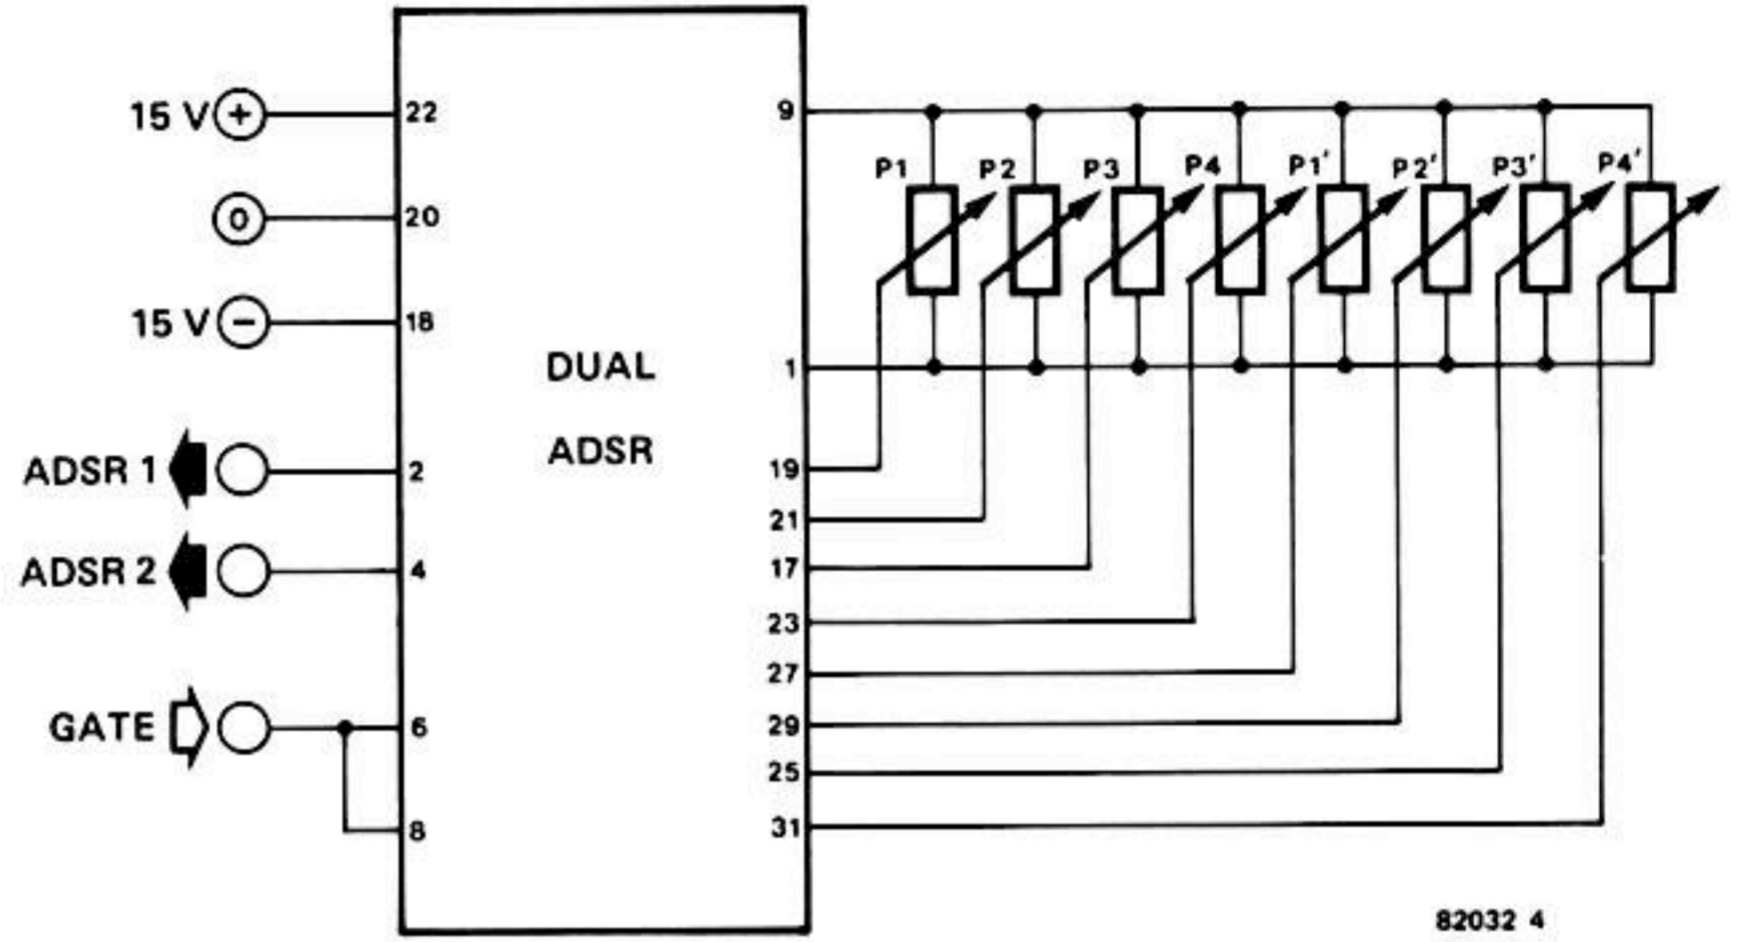 15 V +
22
9
P1 P2 P3 P4 P1′ P2′ P3′ P4′
0
20
15 V −
18
1
DUAL
ADSR
ADSR 1
2
19
21
ADSR 2
4
17
23
27
GATE
6
29
25
8
31
82032 4